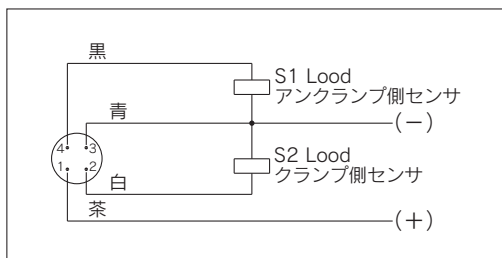 黒
S1 Lood
アンクランプ側センサ
青
(−)
4 3
1 2
S2 Lood
クランプ側センサ
白
茶
(+)